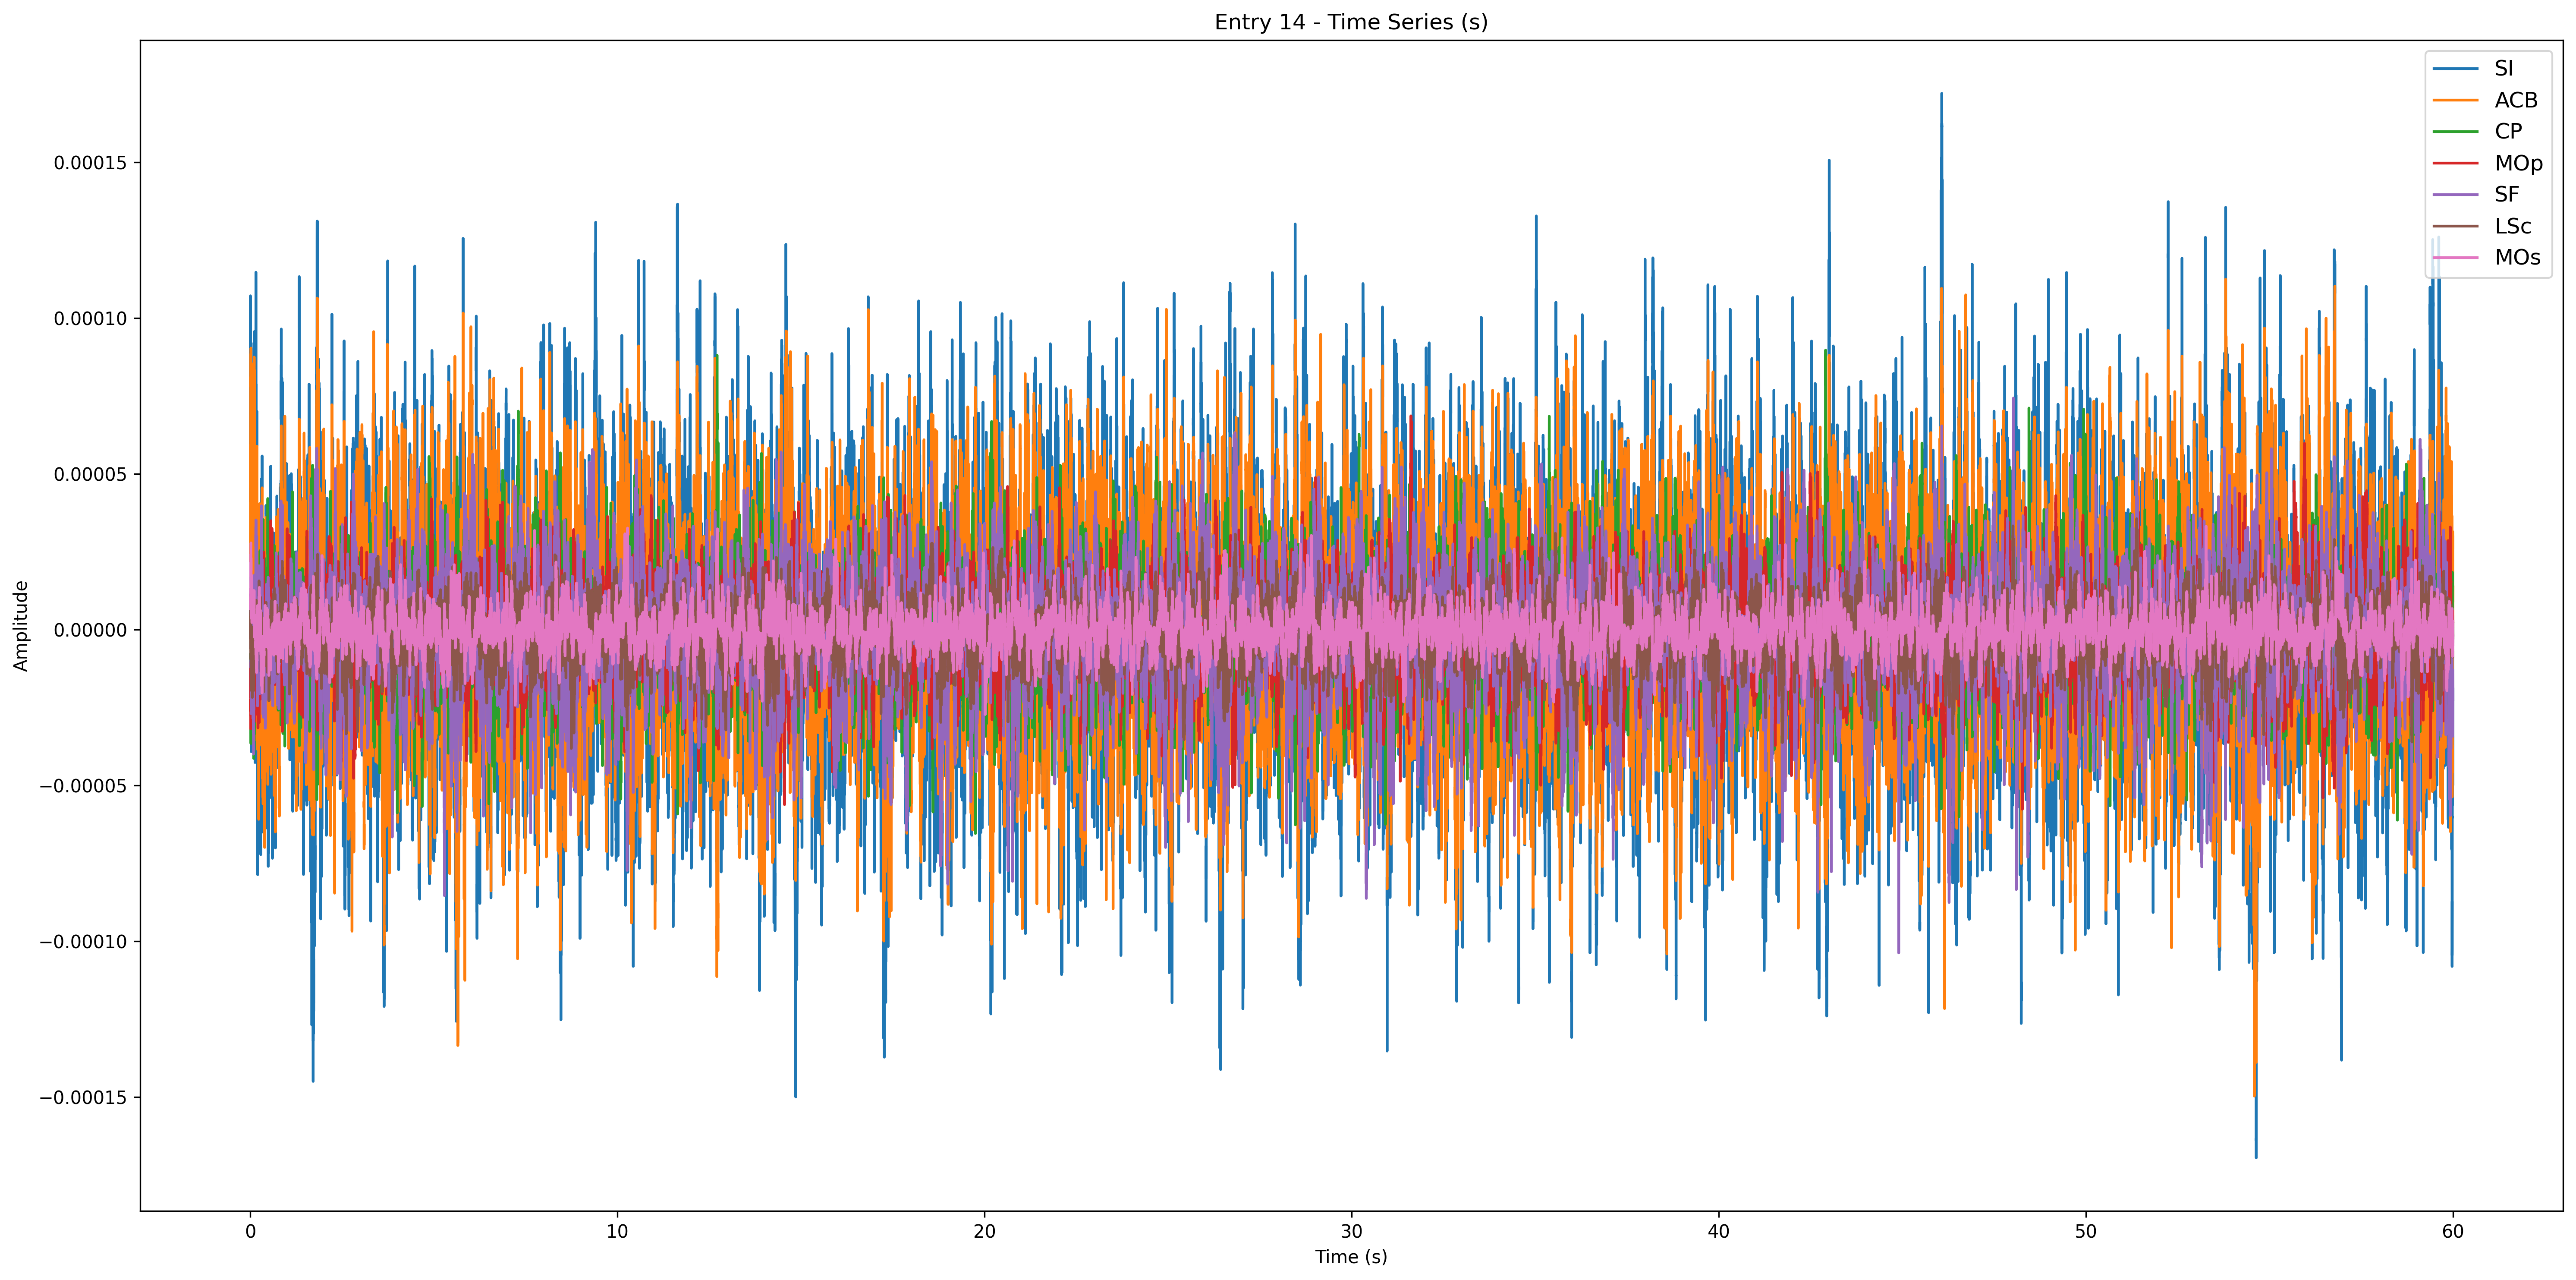 Entry 14 - Time Series (s)
SI
ACB
CP
MOp
SF
LSc
MOs
0.00015
0.00010
0.00005
0.00000
−0.00005
−0.00010
−0.00015
Amplitude
0 10 20 30 40 50 60
Time (s)